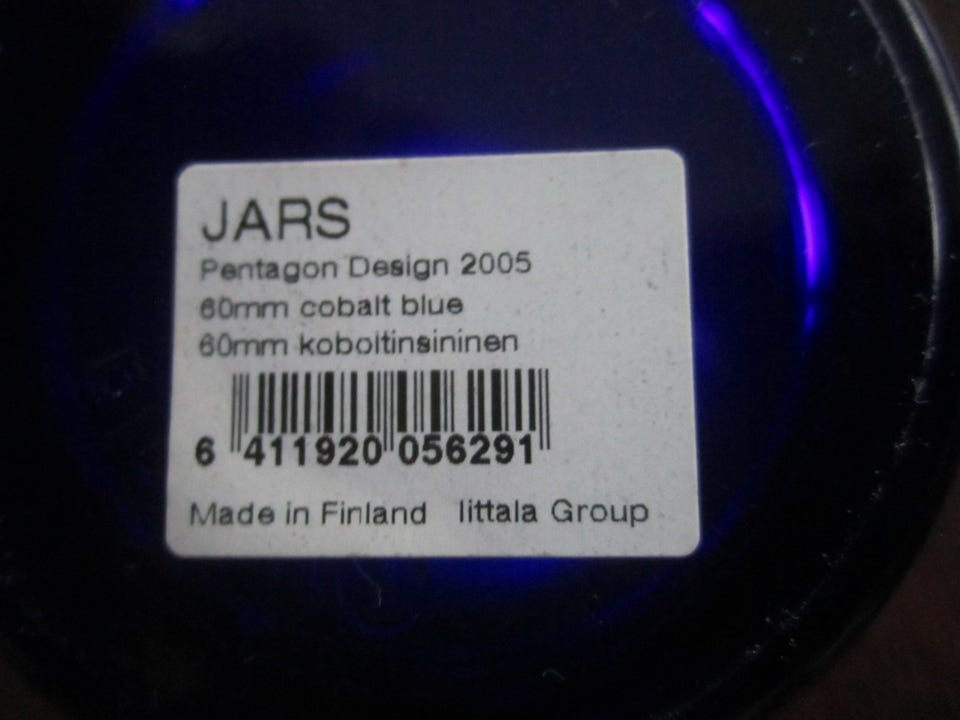 JARS
Pentagon Design 2005
60mm cobalt blue
60mm koboltinsininen
6 411920 056291
Made in Finland Iittala Group